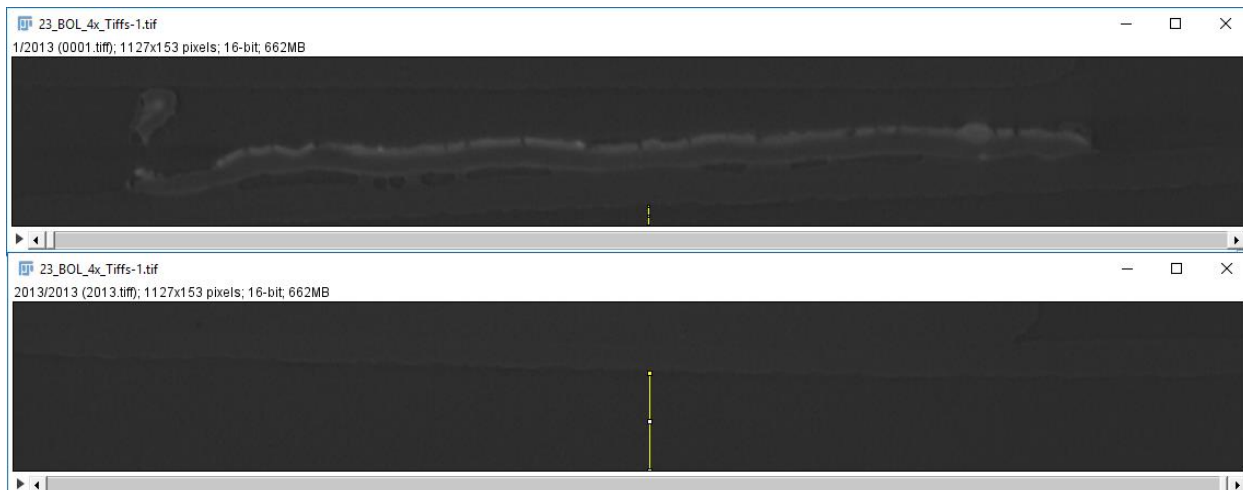 23_BOL_4x_Tiffs-1.tif
1/2013 (0001.tiff); 1127x153 pixels; 16-bit; 662MB
23_BOL_4x_Tiffs-1.tif
2013/2013 (2013.tiff); 1127x153 pixels; 16-bit; 662MB